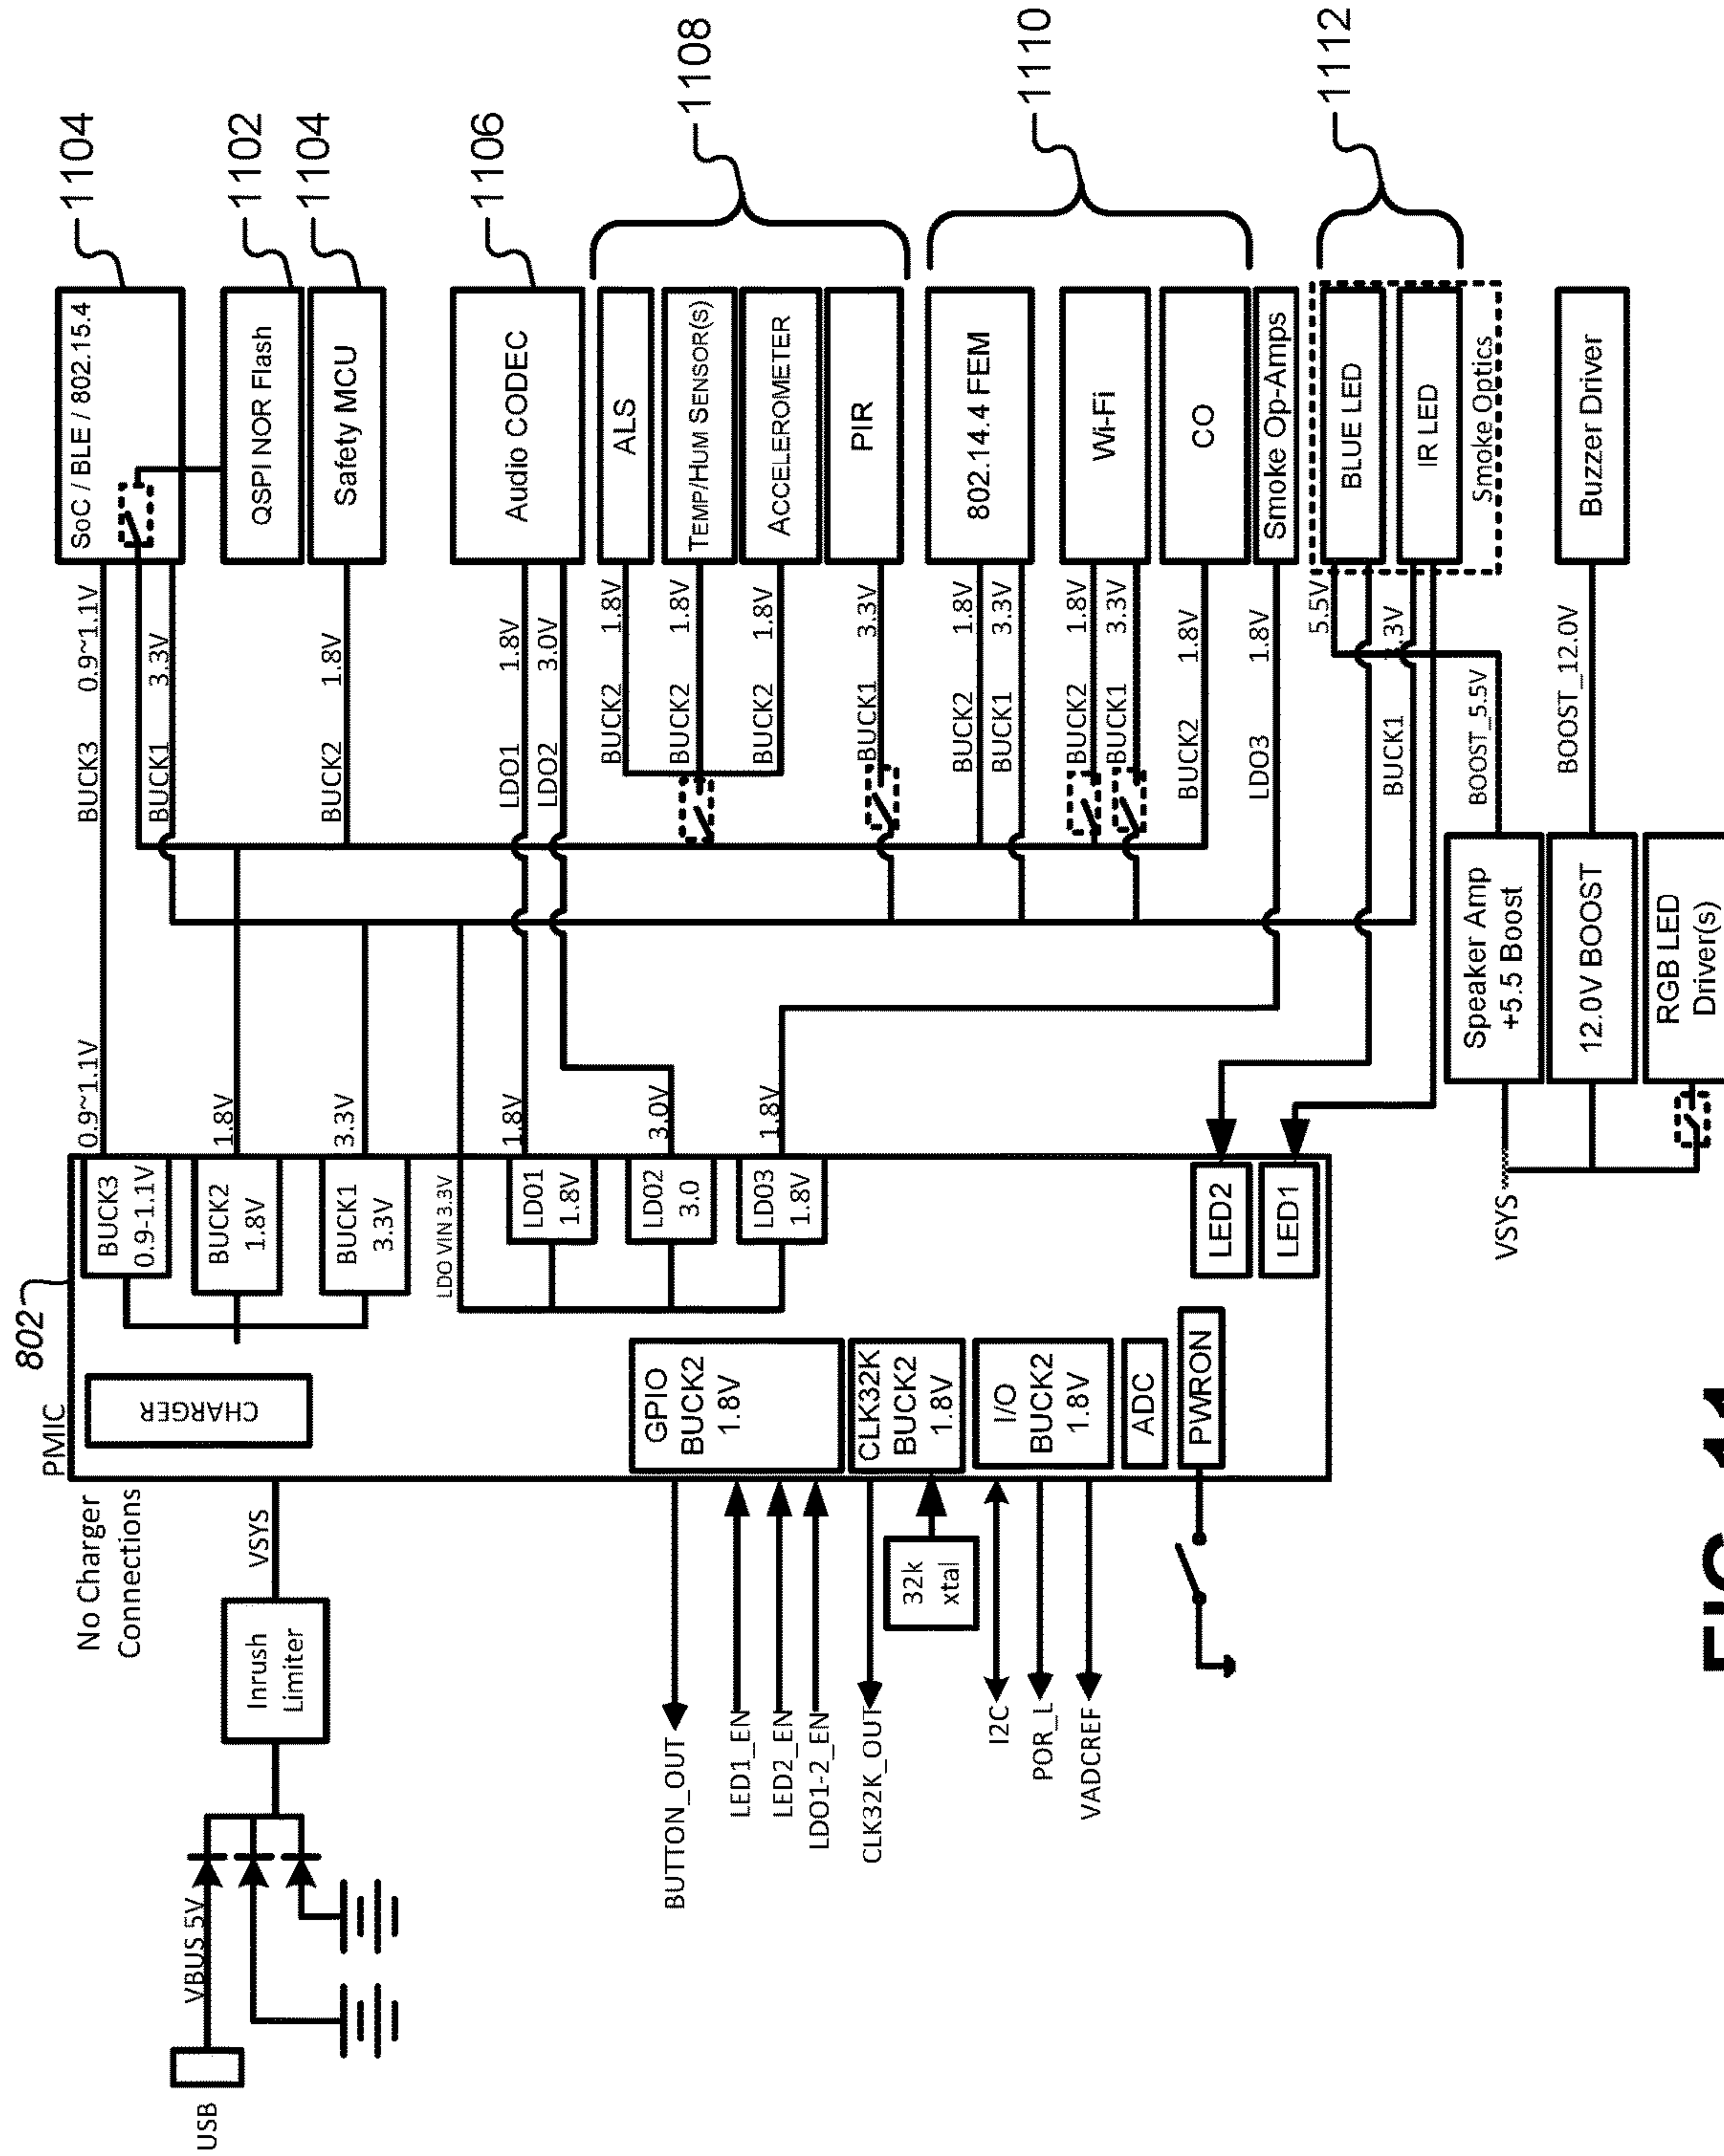 802
PMIC
CHARGER
No Charger
Connections
USB
VBUS 5V
Inrush
Limiter
VSYS
BUCK3
0.9-1.1V
BUCK2
1.8V
BUCK1
3.3V
LDO VIN 3.3V
LDO1
1.8V
LDO2
3.0
LDO3
1.8V
GPIO
BUCK2
1.8V
CLK32K
BUCK2
1.8V
I/O
BUCK2
1.8V
ADC
PWRON
LED2
LED1
BUTTON_OUT
LED1_EN
LED2_EN
LDO1-2_EN
CLK32K_OUT
32k
xtal
I2C
POR_L
VADCREF
0.9~1.1V
1.8V
3.3V
1.8V
3.0V
1.8V
BUCK3 0.9~1.1V
BUCK1 3.3V
BUCK2 1.8V
LDO1 1.8V
LDO2 3.0V
BUCK2 1.8V
BUCK2 1.8V
BUCK2 1.8V
BUCK1 3.3V
BUCK2 1.8V
BUCK1 3.3V
BUCK2 1.8V
BUCK1 3.3V
BUCK2 1.8V
LDO3 1.8V
5.5V
BUCK1 3.3V
BOOST_5.5V
BOOST_12.0V
SoC / BLE / 802.15.4
1104
QSPI NOR Flash
1102
Safety MCU
1104
Audio CODEC
1106
ALS
TEMP/HUM SENSOR(S)
ACCELEROMETER
PIR
1108
802.14.4 FEM
Wi-Fi
CO
1110
Smoke Op-Amps
BLUE LED
IR LED
Smoke Optics
1112
Buzzer Driver
VSYS
Speaker Amp
+5.5 Boost
12.0V BOOST
RGB LED
Driver(s)